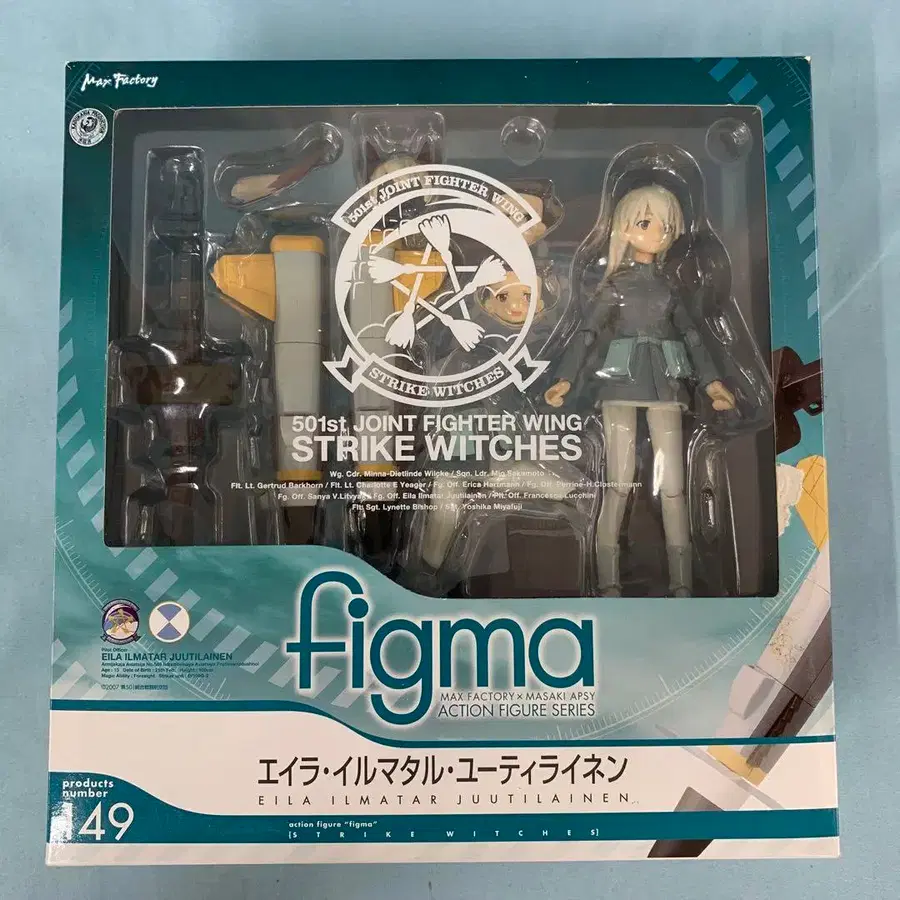 Max Factory
501st JOINT FIGHTER WING
STRIKE WITCHES
501st JOINT FIGHTER WING
STRIKE WITCHES
Wg. Cdr. Minna-Dietlinde Wilcke / Sqn. Ldr. Mio Sakamoto
Flt. Lt. Gertrud Barkhorn / Flt. Lt. Charlotte E Yeager / Fg. Off. Erica Hartmann / Fg. Off. Perrine-H.Clostermann
Fg. Off. Sanya V.Litvyak / Fg. Off. Eila Ilmatar Juutilainen / Plt. Off. Francesca Lucchini
Flt. Sgt. Lynette Bishop / Sgt. Yoshika Miyafuji
Pilot Officer
EILA ILMATAR JUUTILAINEN
figma
MAX FACTORY × MASAKI APSY
ACTION FIGURE SERIES
エイラ・イルマタル・ユーティライネン
EILA ILMATAR JUUTILAINEN
products
number
149
action figure "figma"
[STRIKE WITCHES]